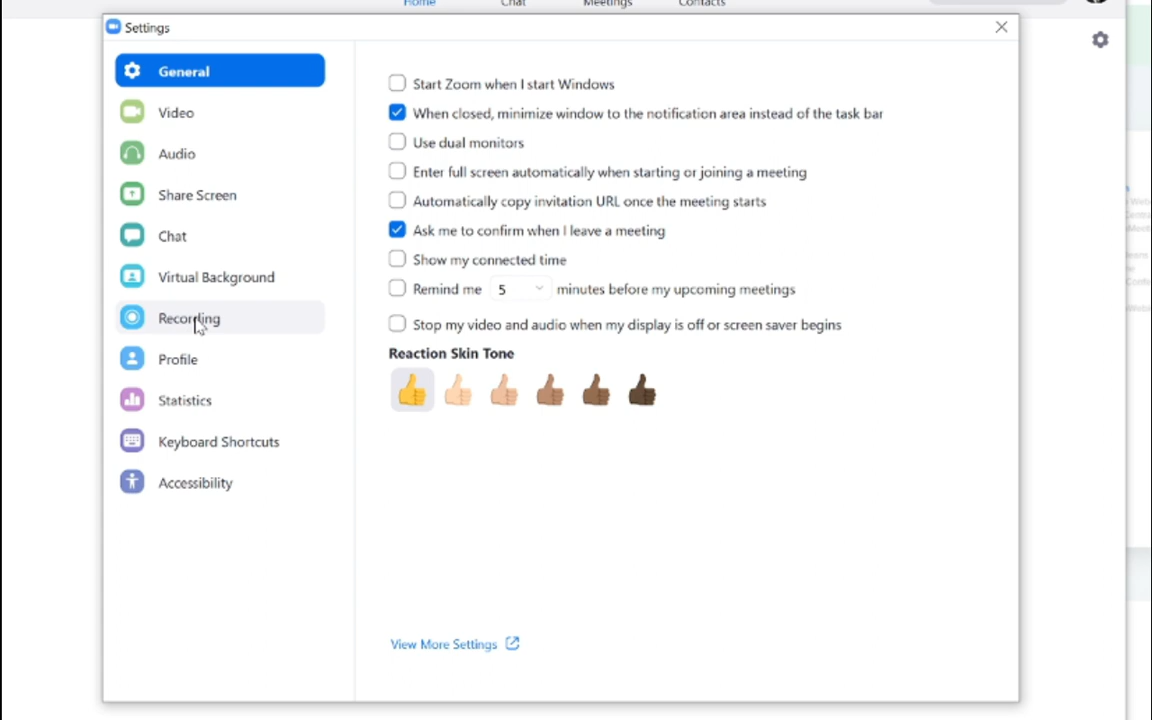 Home Chat Meetings Contacts
Settings
General
Video
Audio
Share Screen
Chat
Virtual Background
Recording
Profile
Statistics
Keyboard Shortcuts
Accessibility
Start Zoom when I start Windows
When closed, minimize window to the notification area instead of the task bar
Use dual monitors
Enter full screen automatically when starting or joining a meeting
Automatically copy invitation URL once the meeting starts
Ask me to confirm when I leave a meeting
Show my connected time
Remind me 5 minutes before my upcoming meetings
Stop my video and audio when my display is off or screen saver begins
Reaction Skin Tone
View More Settings